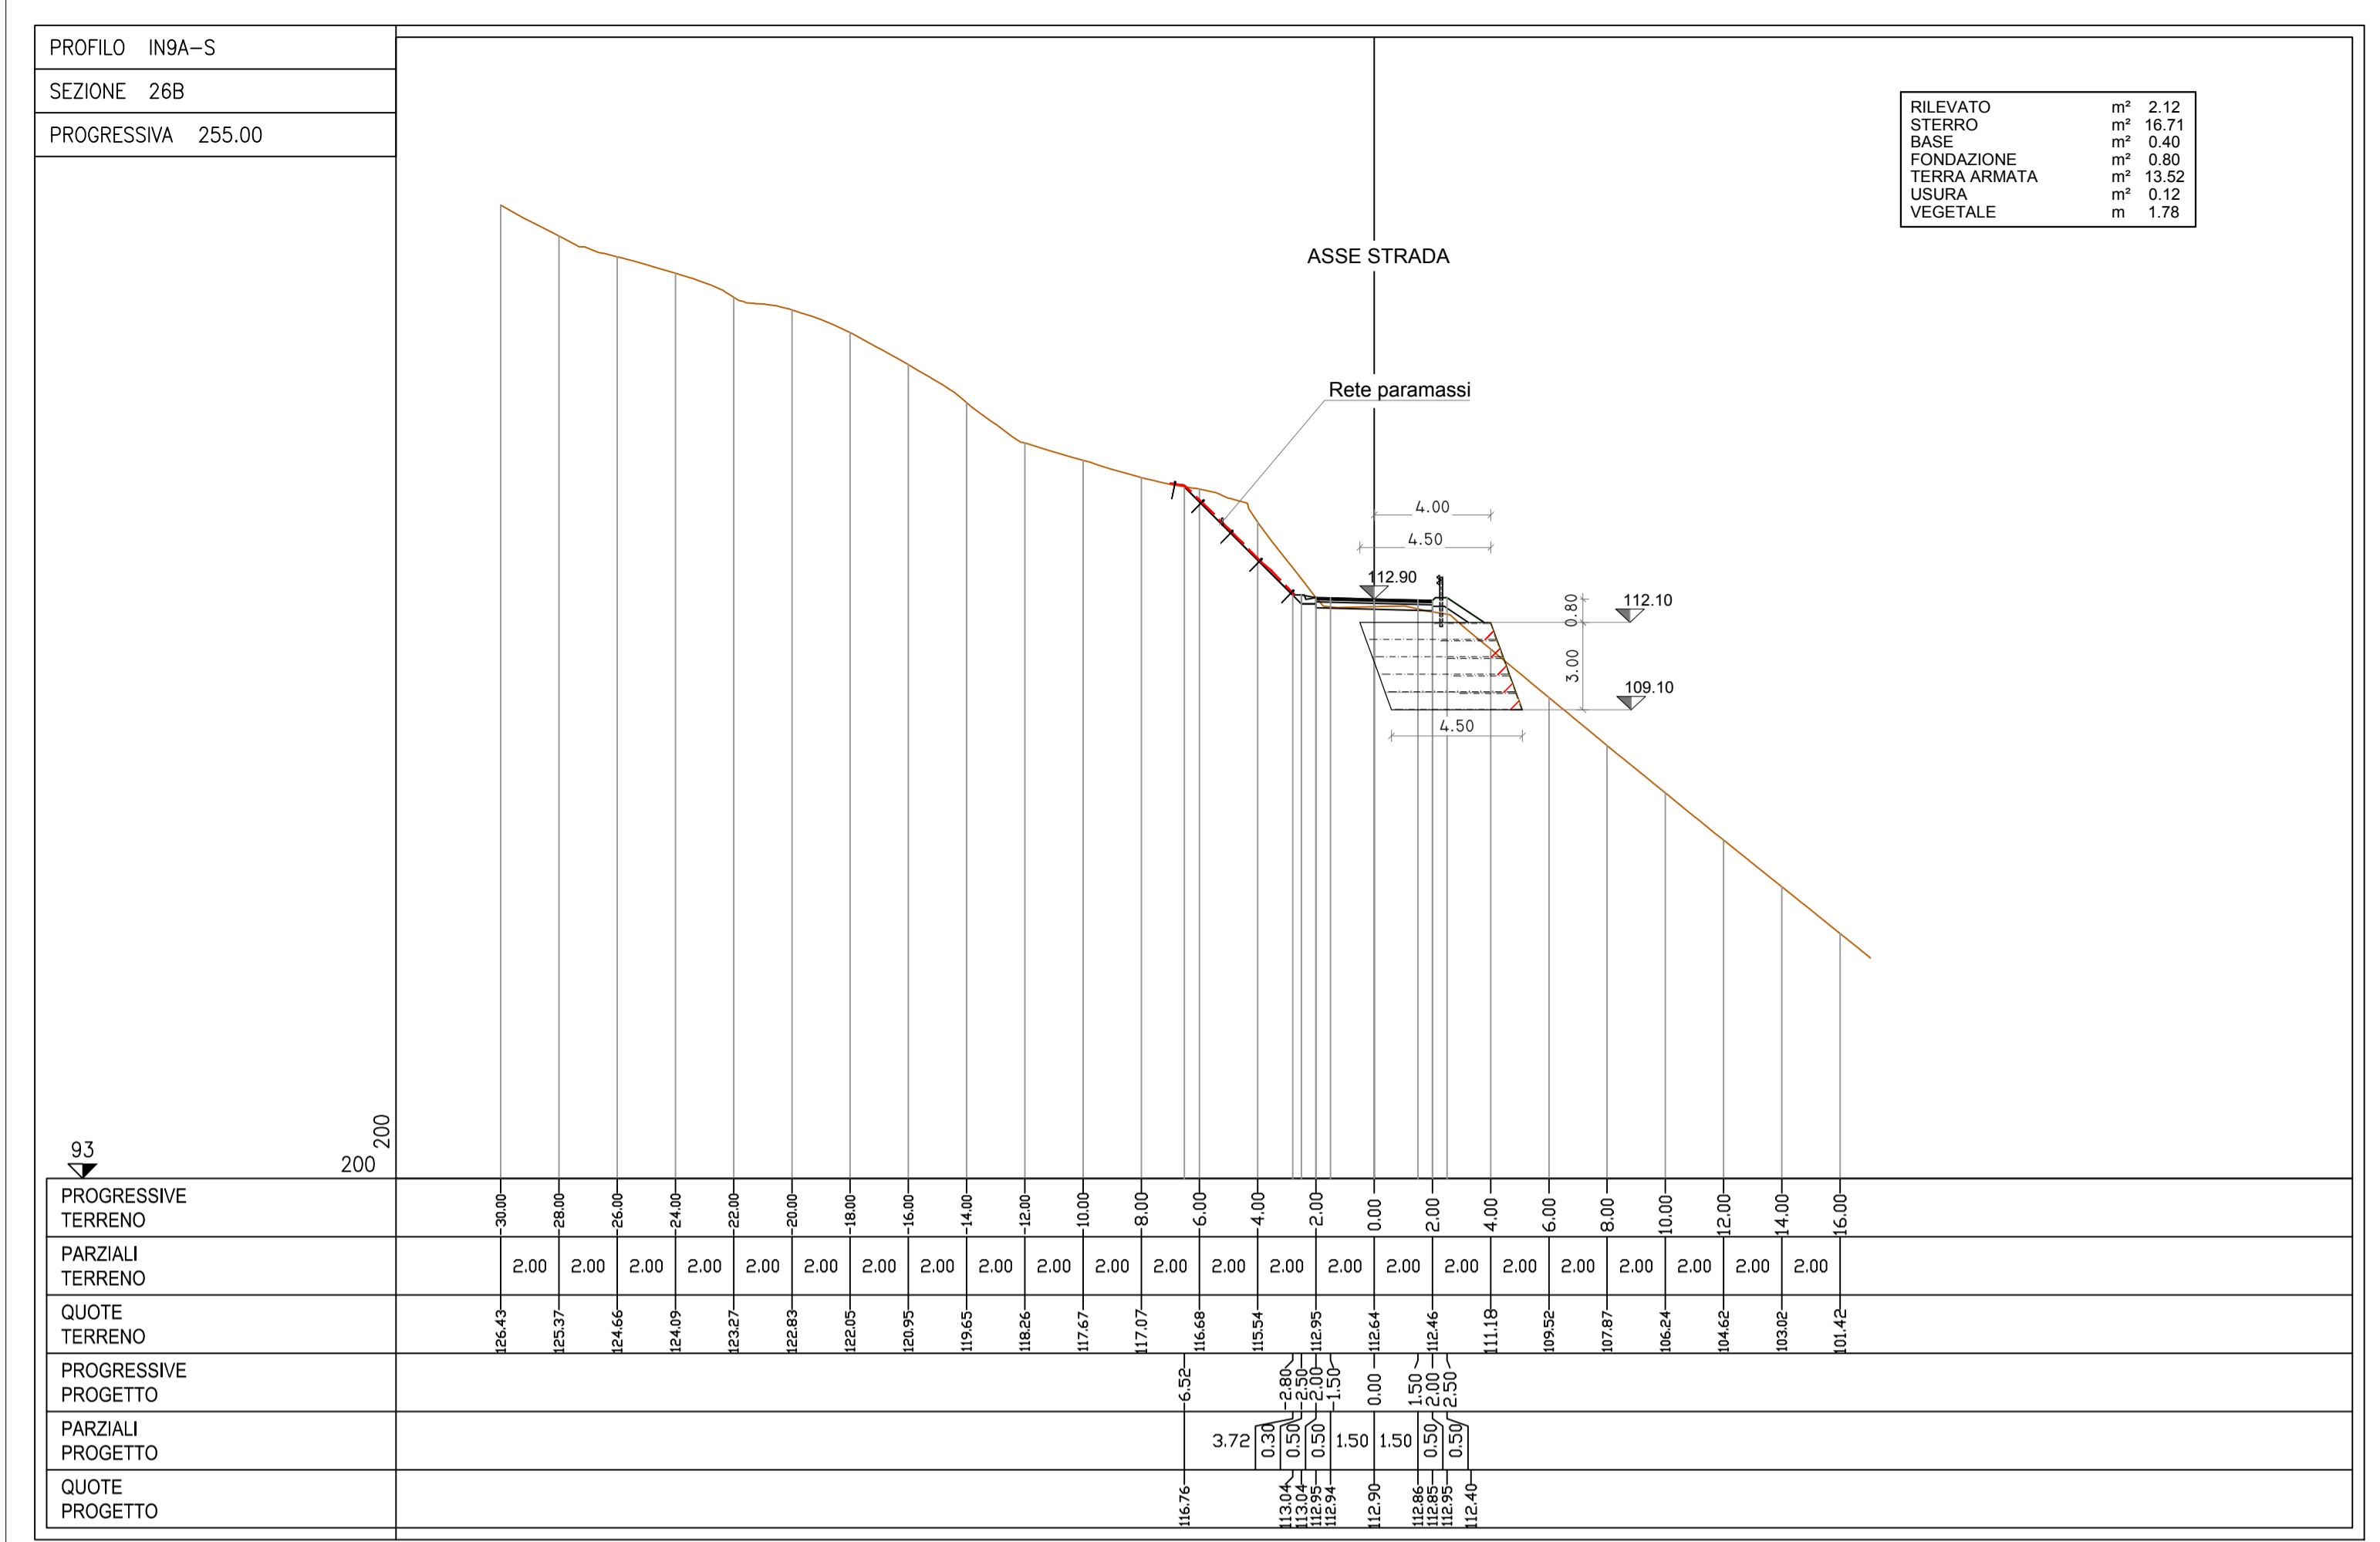 PROFILO IN9A-S
SEZIONE 26B
PROGRESSIVA 255.00
RILEVATO m² 2.12
STERRO m² 16.71
BASE m² 0.40
FONDAZIONE m² 0.80
TERRA ARMATA m² 13.52
USURA m² 0.12
VEGETALE m 1.78
ASSE STRADA
Rete paramassi
4.00
4.50
112.90
0.80
112.10
3.00
109.10
4.50
93
200
200
PROGRESSIVE TERRENO
-30.00 -28.00 -26.00 -24.00 -22.00 -20.00 -18.00 -16.00 -14.00 -12.00 -10.00 -8.00 -6.00 -4.00 -2.00 0.00 2.00 4.00 6.00 8.00 10.00 12.00 14.00 16.00
PARZIALI TERRENO
2.00 2.00 2.00 2.00 2.00 2.00 2.00 2.00 2.00 2.00 2.00 2.00 2.00 2.00 2.00 2.00 2.00 2.00 2.00 2.00 2.00 2.00 2.00
QUOTE TERRENO
126.43 125.37 124.66 124.09 123.27 122.83 122.05 120.95 119.65 118.26 117.67 117.07 116.68 115.54 112.95 112.64 112.46 111.18 109.52 107.87 106.24 104.62 103.02 101.42
PROGRESSIVE PROGETTO
-6.52 -2.80 -2.50 -2.00 -1.50 0.00 1.50 2.00 2.50
PARZIALI PROGETTO
3.72 0.30 0.50 0.50 1.50 1.50 0.50 0.50
QUOTE PROGETTO
116.76 113.04 113.04 112.95 112.94 112.90 112.86 112.85 112.95 112.40